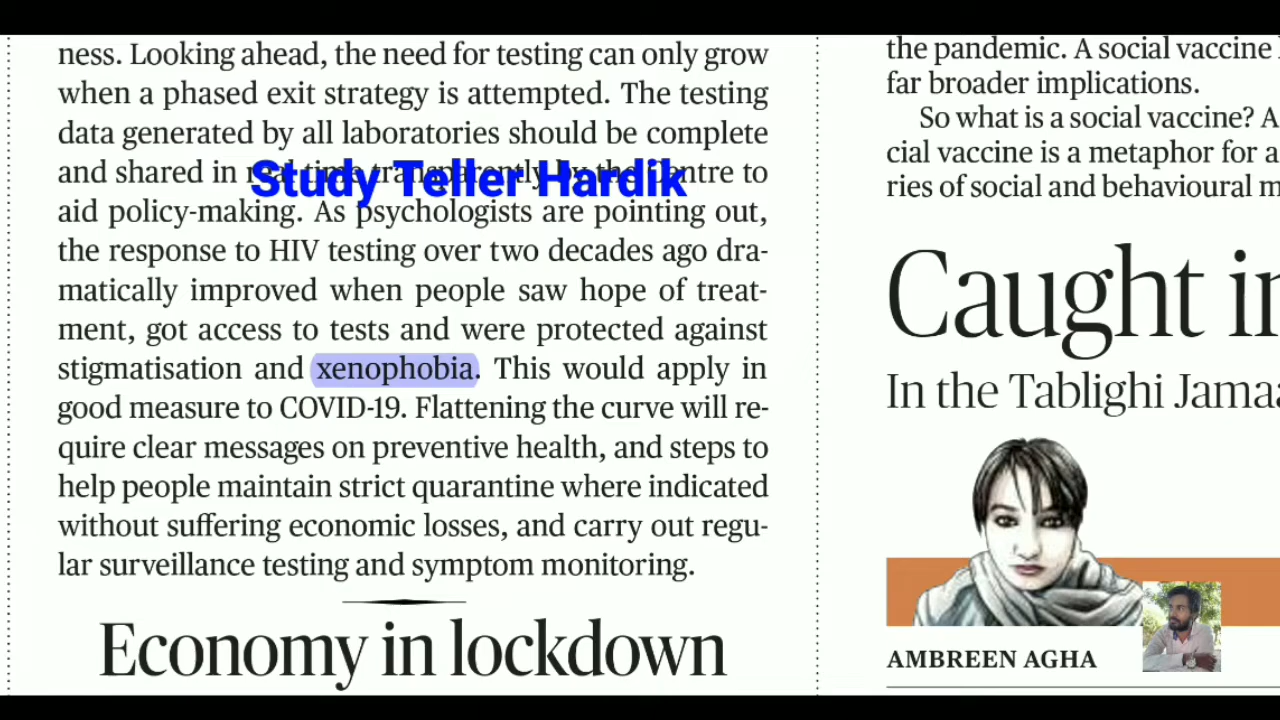 ness. Looking ahead, the need for testing can only grow
when a phased exit strategy is attempted. The testing
data generated by all laboratories should be complete
and shared in real time transparently by the Centre to
Study Teller Hardik
aid policy-making. As psychologists are pointing out,
the response to HIV testing over two decades ago dra-
matically improved when people saw hope of treat-
ment, got access to tests and were protected against
stigmatisation and xenophobia. This would apply in
good measure to COVID-19. Flattening the curve will re-
quire clear messages on preventive health, and steps to
help people maintain strict quarantine where indicated
without suffering economic losses, and carry out regu-
lar surveillance testing and symptom monitoring.
Economy in lockdown
the pandemic. A social vaccine
far broader implications.
So what is a social vaccine? A
cial vaccine is a metaphor for a
ries of social and behavioural m
Caught in
In the Tablighi Jamaa
AMBREEN AGHA